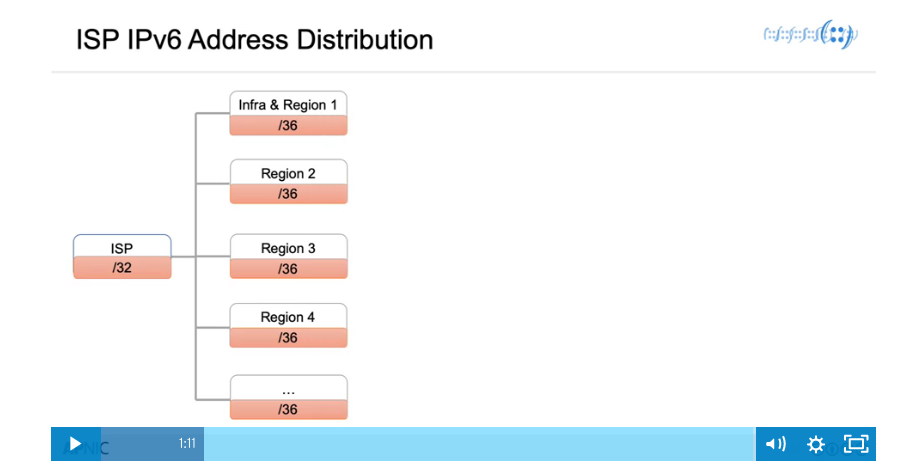 ISP IPv6 Address Distribution
Infra & Region 1
/36
Region 2
/36
ISP
/32
Region 3
/36
Region 4
/36
...
/36
1:11
APNIC